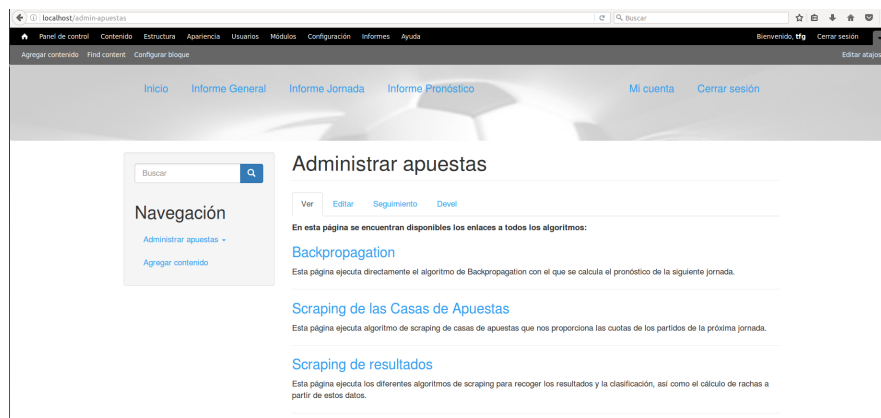 localhost/admin-apuestas
Buscar
Panel de control Contenido Estructura Apariencia Usuarios Módulos Configuración Informes Ayuda
Bienvenido, tfg Cerrar sesión
Agregar contenido Find content Configurar bloque
Editar atajos
Inicio Informe General Informe Jornada Informe Pronóstico Mi cuenta Cerrar sesión
Buscar
Navegación
Administrar apuestas
Agregar contenido
Administrar apuestas
Ver Editar Seguimiento Devel
En esta página se encuentran disponibles los enlaces a todos los algoritmos:
Backpropagation
Esta página ejecuta directamente el algoritmo de Backpropagation con el que se calcula el pronóstico de la siguiente jornada.
Scraping de las Casas de Apuestas
Esta página ejecuta algoritmo de scraping de casas de apuestas que nos proporciona las cuotas de los partidos de la próxima jornada.
Scraping de resultados
Esta página ejecuta los diferentes algoritmos de scraping para recoger los resultados y la clasificación, así como el cálculo de rachas a
partir de estos datos.